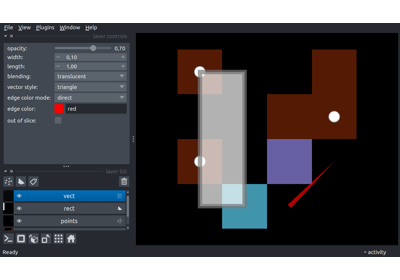 File View Plugins Window Help
layer controls
opacity: 0,70
width: 0,10
length: 1,00
blending: translucent
vector style: triangle
edge color mode: direct
edge color: red
out of slice:
layer list
vect
rect
points
Ready
activity